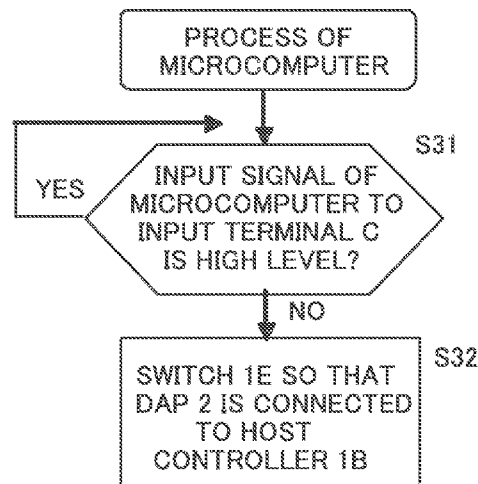 PROCESS OF
MICROCOMPUTER
S31
INPUT SIGNAL OF
MICROCOMPUTER TO
INPUT TERMINAL C
IS HIGH LEVEL?
YES
NO
S32
SWITCH 1E SO THAT
DAP 2 IS CONNECTED
TO HOST
CONTROLLER 1B